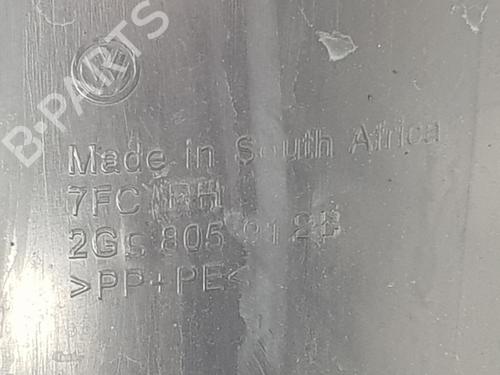 B-PARTS
Made in South Africa
7FC
805
>PP+PE<